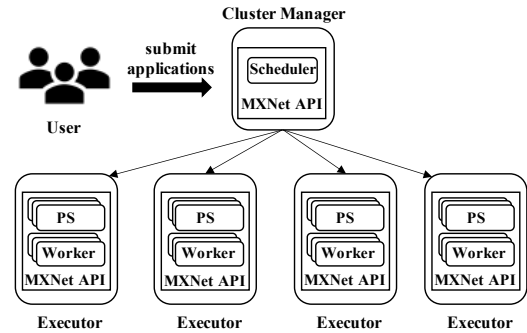 Cluster Manager
submit
applications
Scheduler
MXNet API
User
PS
Worker
MXNet API
Executor
PS
Worker
MXNet API
Executor
PS
Worker
MXNet API
Executor
PS
Worker
MXNet API
Executor